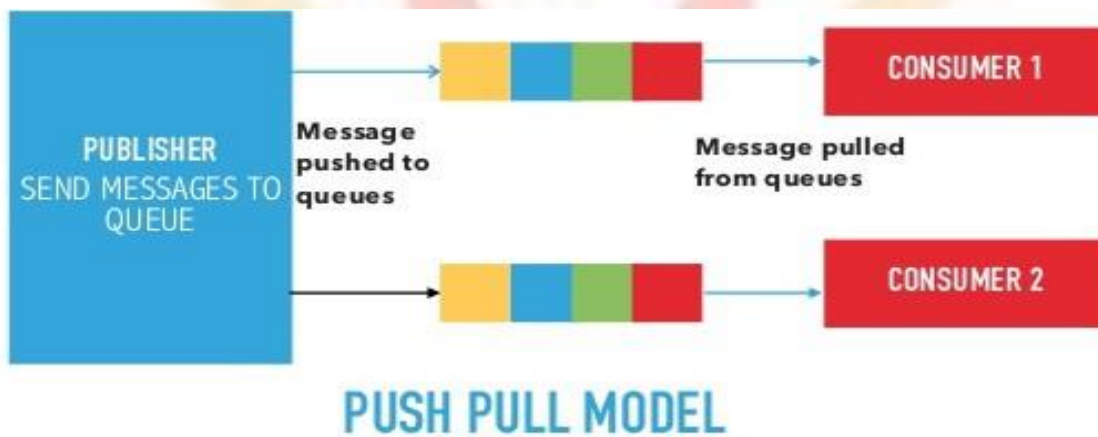 PUBLISHER
SEND MESSAGES TO
QUEUE
Message
pushed to
queues
CONSUMER 1
Message pulled
from queues
CONSUMER 2
PUSH PULL MODEL